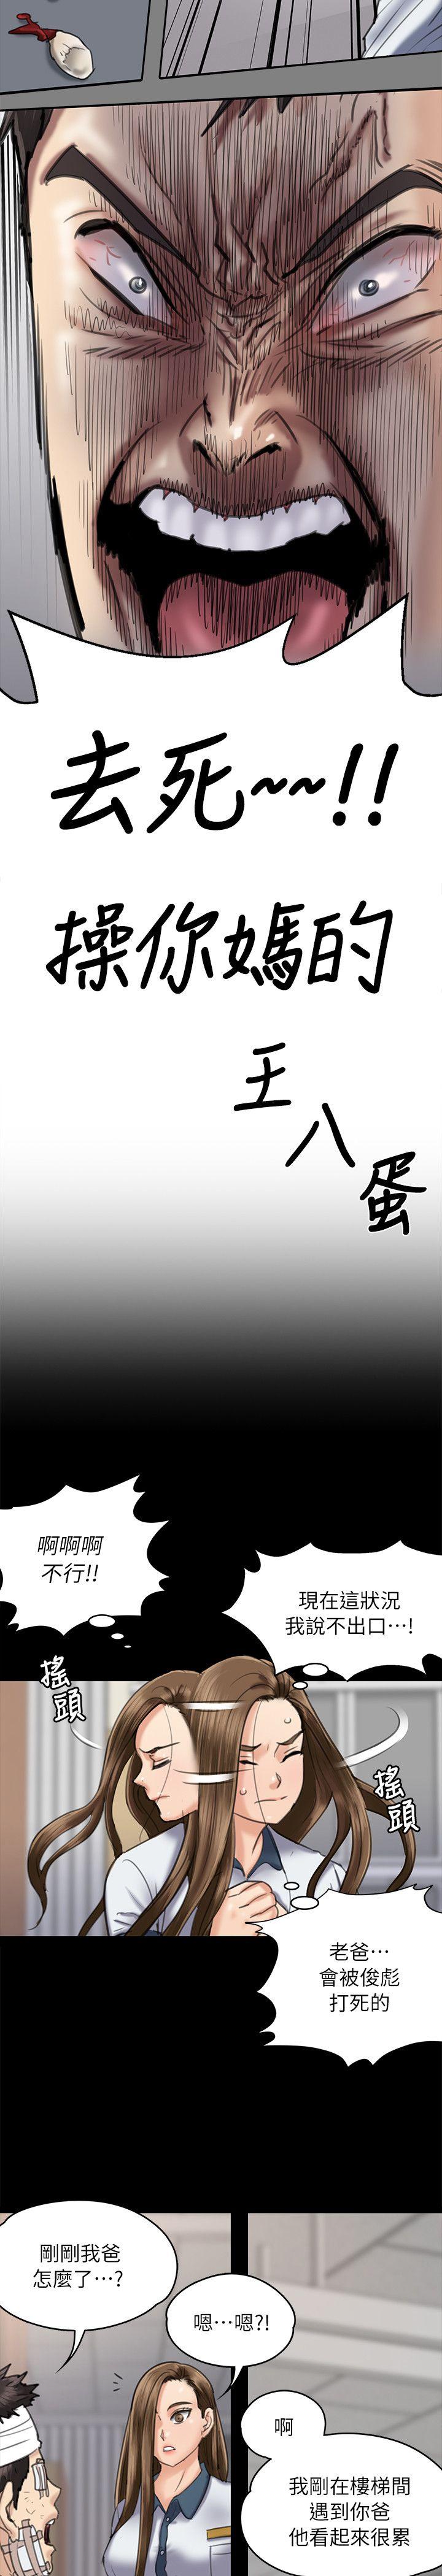 去死~~!!
操你媽的
王
八
蛋
啊啊啊
不行!!
現在這狀況
我說不出口…!
搖頭
搖頭
老爸…
會被俊彪
打死的
剛剛我爸
怎麼了…?
嗯…嗯?!
啊
我剛在樓梯間
遇到你爸
他看起來很累